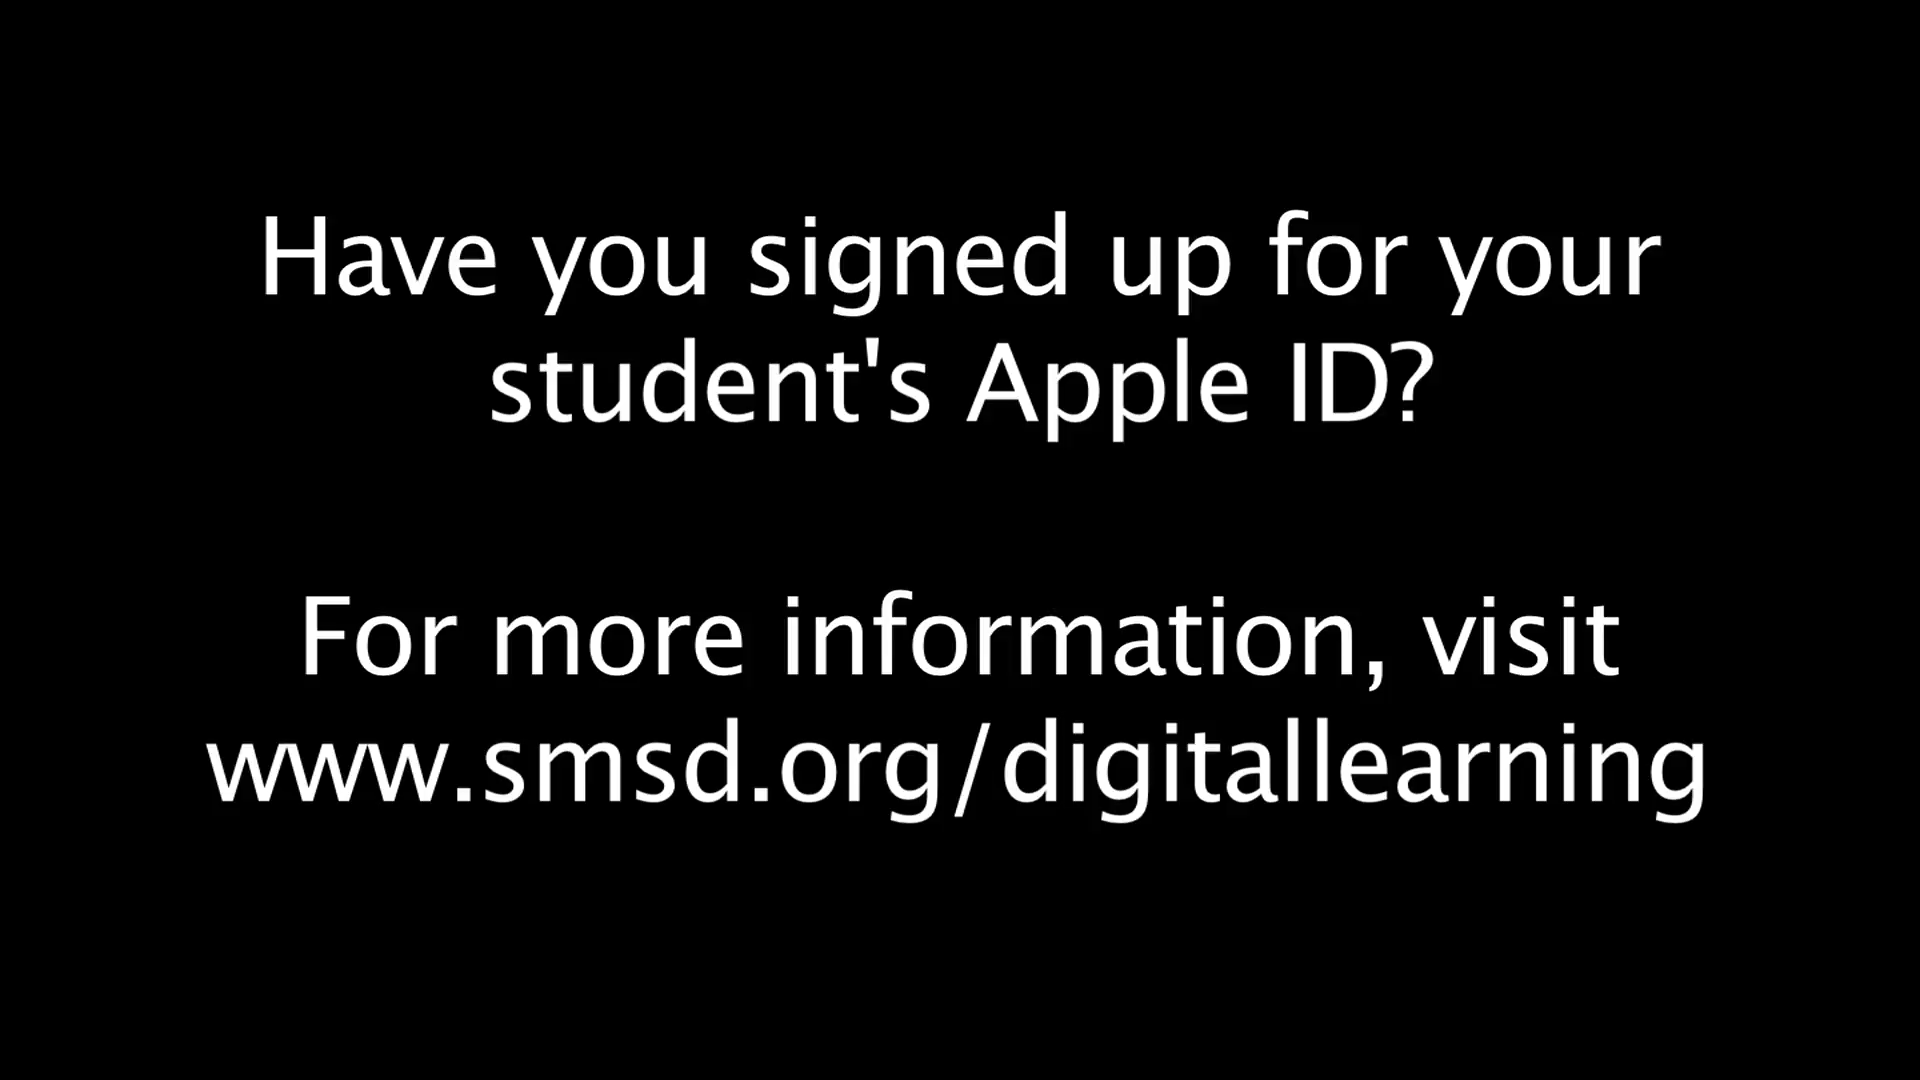 Have you signed up for your
student's Apple ID?
For more information, visit
www.smsd.org/digitallearning